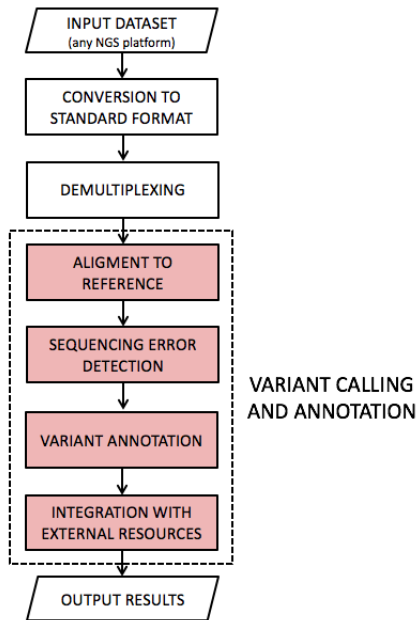 INPUT DATASET
(any NGS platform)
CONVERSION TO
STANDARD FORMAT
DEMULTIPLEXING
ALIGMENT TO
REFERENCE
SEQUENCING ERROR
DETECTION
VARIANT CALLING
AND ANNOTATION
VARIANT ANNOTATION
INTEGRATION WITH
EXTERNAL RESOURCES
OUTPUT RESULTS